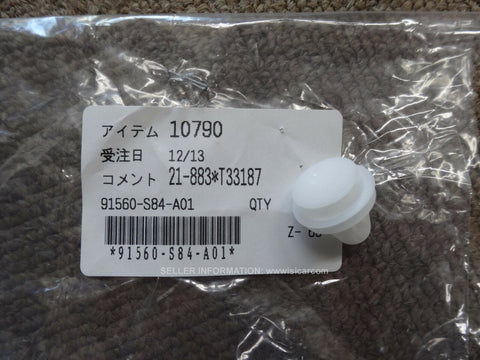 アイテム 10790
受注日 12/13
コメント 21-883*T33187
91560-S84-A01 QTY
Z-
*91560-S84-A01*
SELLER INFORMATION: www.isicar.com